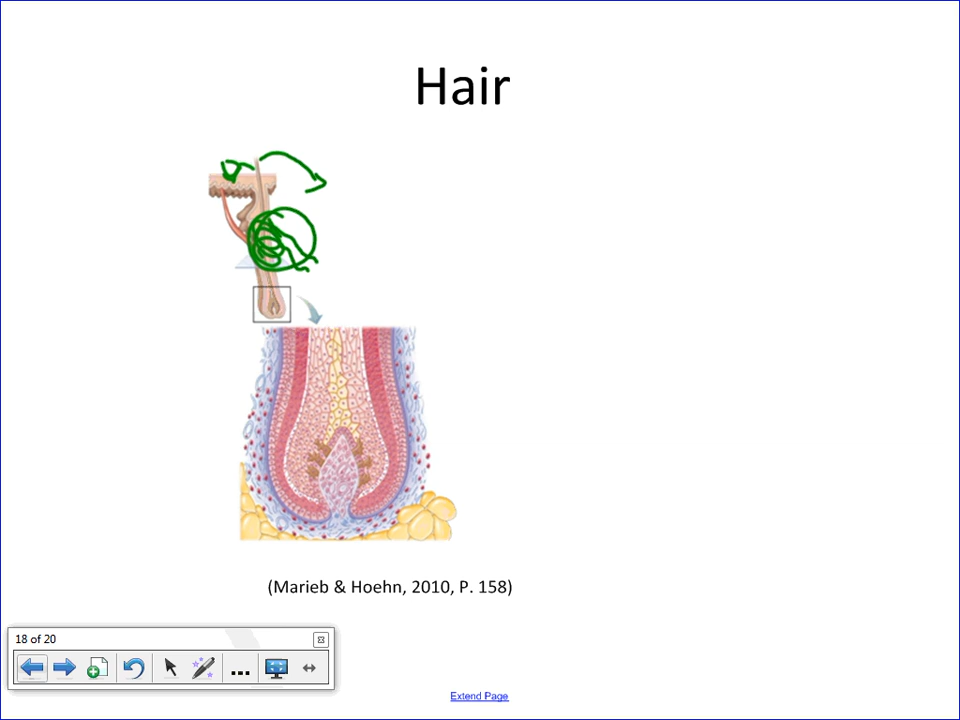 Hair
(Marieb & Hoehn, 2010, P. 158)
18 of 20
...
Extend Page